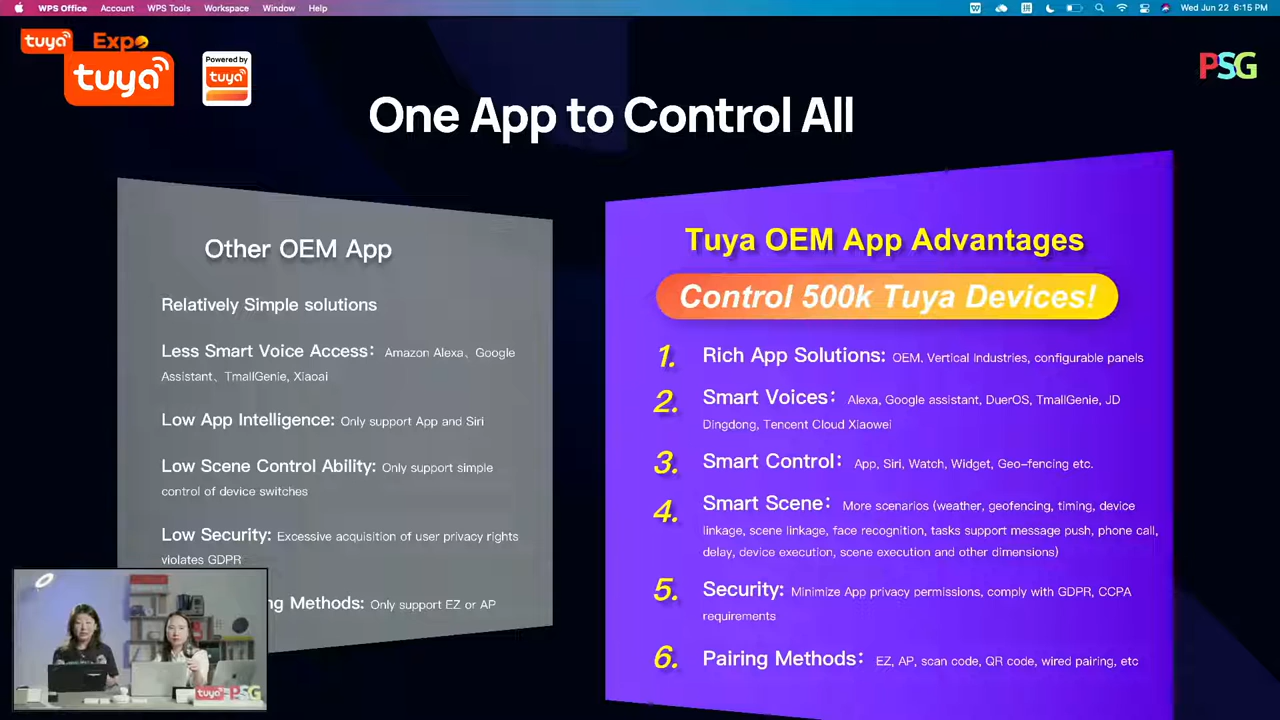 WPS Office Account WPS Tools Workspace Window Help Wed Jun 22 6:15 PM
tuya Expo
tuya
Powered by
tuya
PSG
One App to Control All
Other OEM App
Relatively Simple solutions
Less Smart Voice Access： Amazon Alexa、Google
Assistant、TmallGenie, Xiaoai
Low App Intelligence: Only support App and Siri
Low Scene Control Ability: Only support simple
control of device switches
Low Security: Excessive acquisition of user privacy rights
violates GDPR
ng Methods: Only support EZ or AP
Tuya OEM App Advantages
Control 500k Tuya Devices!
1. Rich App Solutions: OEM, Vertical Industries, configurable panels
2. Smart Voices： Alexa, Google assistant, DuerOS, TmallGenie, JD
Dingdong, Tencent Cloud Xiaowei
3. Smart Control： App, Siri, Watch, Widget, Geo-fencing etc.
4. Smart Scene： More scenarios (weather, geofencing, timing, device
linkage, scene linkage, face recognition, tasks support message push, phone call,
delay, device execution, scene execution and other dimensions)
5. Security: Minimize App privacy permissions, comply with GDPR, CCPA
requirements
6. Pairing Methods： EZ, AP, scan code, QR code, wired pairing, etc
tuya PSG